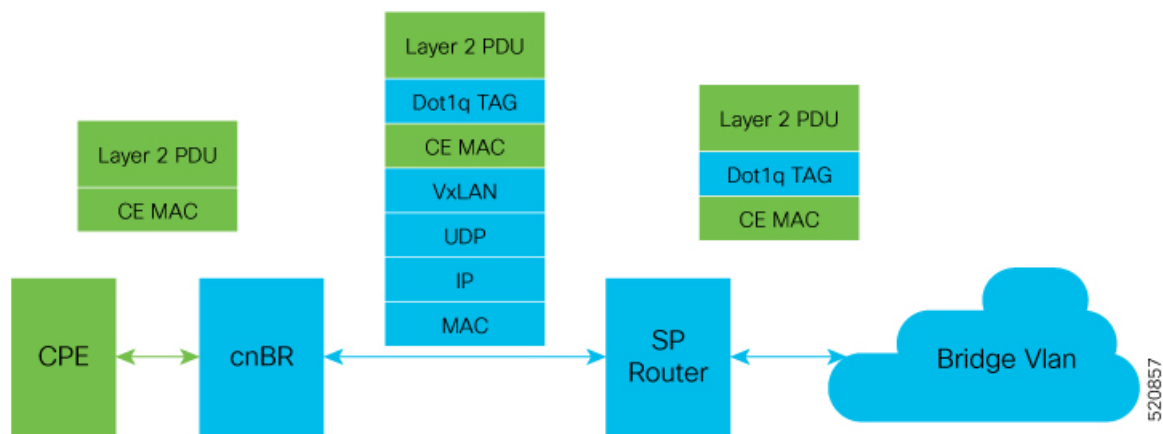 Layer 2 PDU
CE MAC
Layer 2 PDU
Dot1q TAG
CE MAC
VxLAN
UDP
IP
MAC
Layer 2 PDU
Dot1q TAG
CE MAC
CPE
cnBR
SP
Router
Bridge Vlan
520857